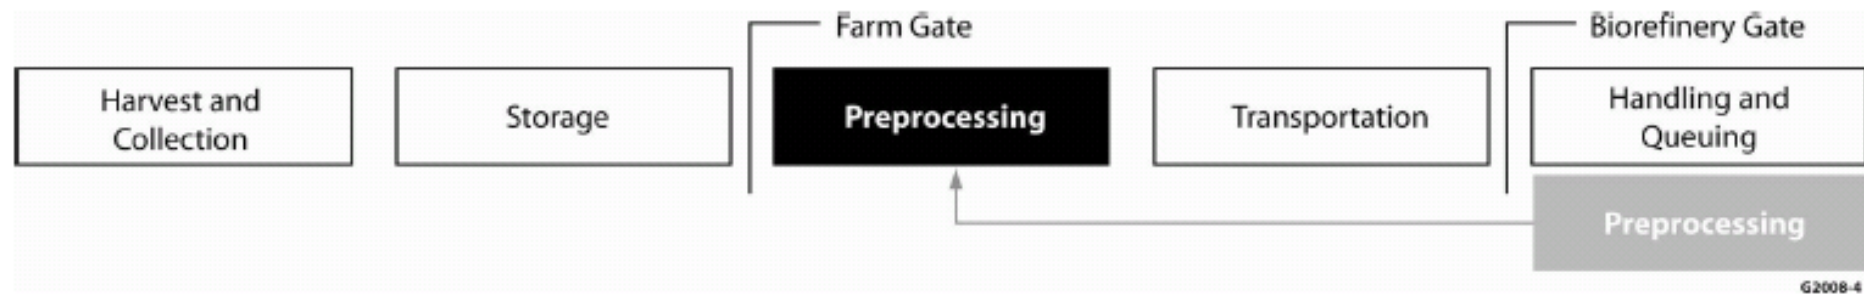 Farm Gate
Biorefinery Gate
Harvest and
Collection
Storage
Preprocessing
Transportation
Handling and
Queuing
Preprocessing
G2008-4